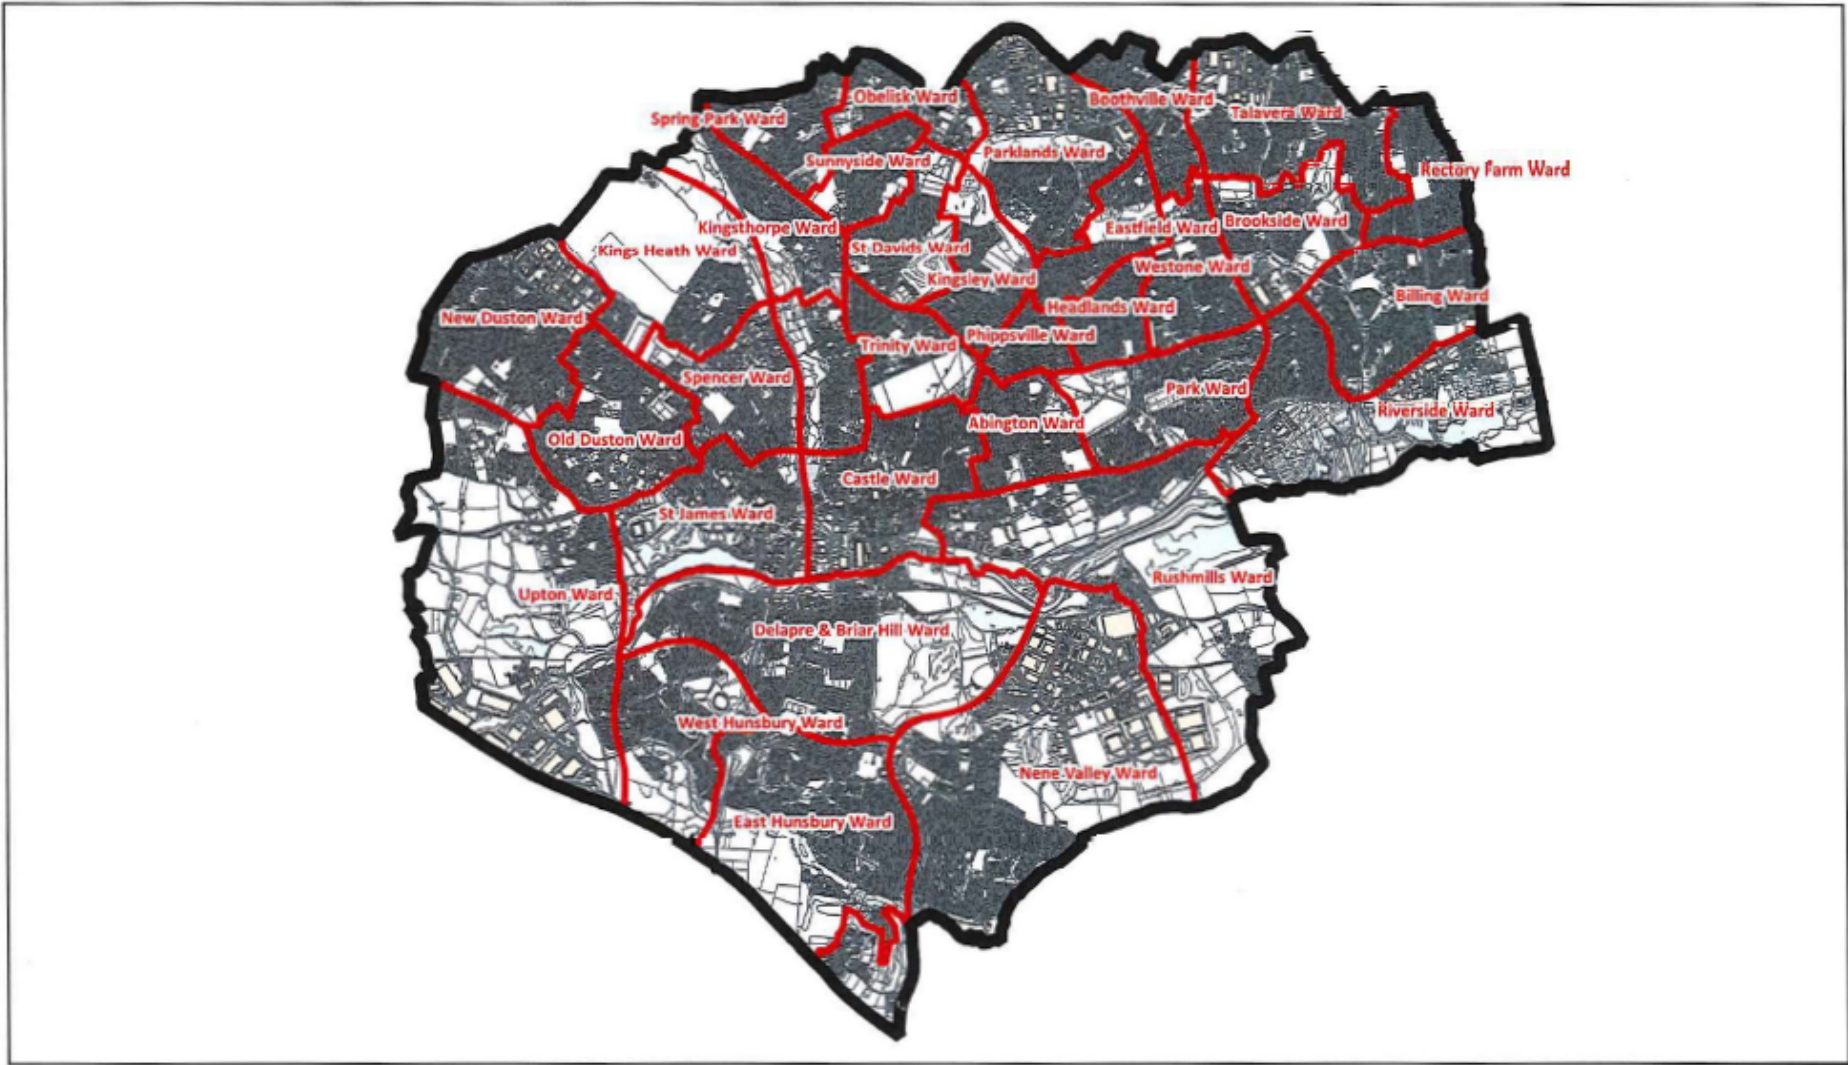 Obelisk Ward
Boothville Ward
Talavera Ward
Spring Park Ward
Parklands Ward
Sunnyside Ward
Rectory Farm Ward
Kingsthorpe Ward
Eastfield Ward
Brookside Ward
Kings Heath Ward
St Davids Ward
Westone Ward
Kingsley Ward
Billing Ward
Headlands Ward
New Duston Ward
Phippsville Ward
Trinity Ward
Spencer Ward
Park Ward
Riverside Ward
Abington Ward
Old Duston Ward
Castle Ward
St James Ward
Rushmills Ward
Upton Ward
Delapre & Briar Hill Ward
West Hunsbury Ward
Nene Valley Ward
East Hunsbury Ward